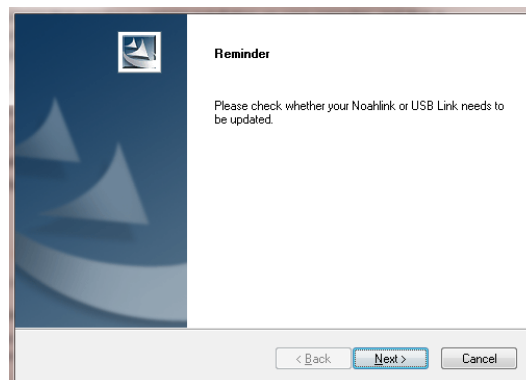 Reminder
Please check whether your Noahlink or USB Link needs to
be updated.
< Back
Next >
Cancel